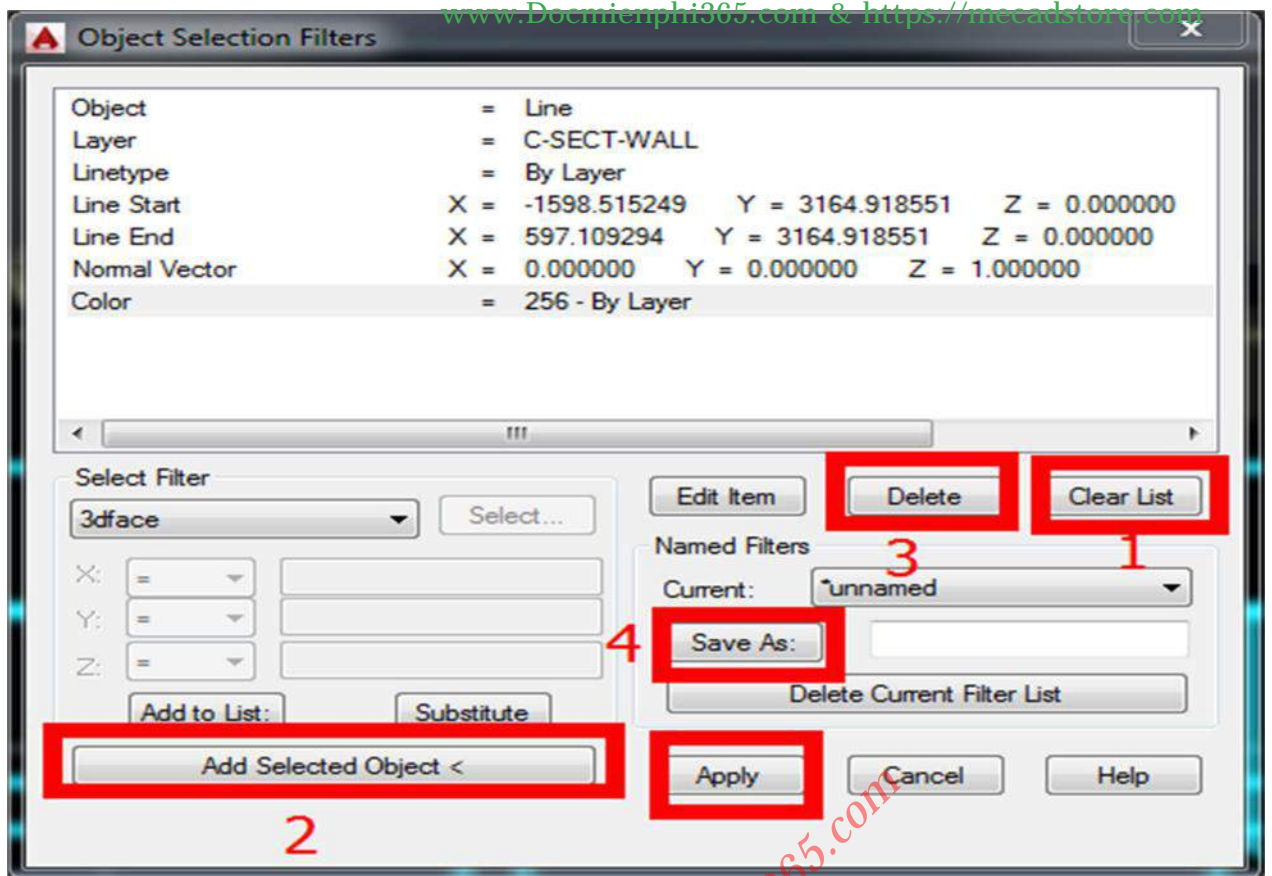 www.Docmienphi365.com & https://mecadstore.com
Object Selection Filters
Object = Line
Layer = C-SECT-WALL
Linetype = By Layer
Line Start X = -1598.515249 Y = 3164.918551 Z = 0.000000
Line End X = 597.109294 Y = 3164.918551 Z = 0.000000
Normal Vector X = 0.000000 Y = 0.000000 Z = 1.000000
Color = 256 - By Layer
Select Filter
3dface Select...
X: =
Y: =
Z: =
Add to List: Substitute
Add Selected Object <
2
Edit Item Delete Clear List
3 1
Named Filters
Current: *unnamed
4 Save As:
Delete Current Filter List
Apply Cancel Help
65.com